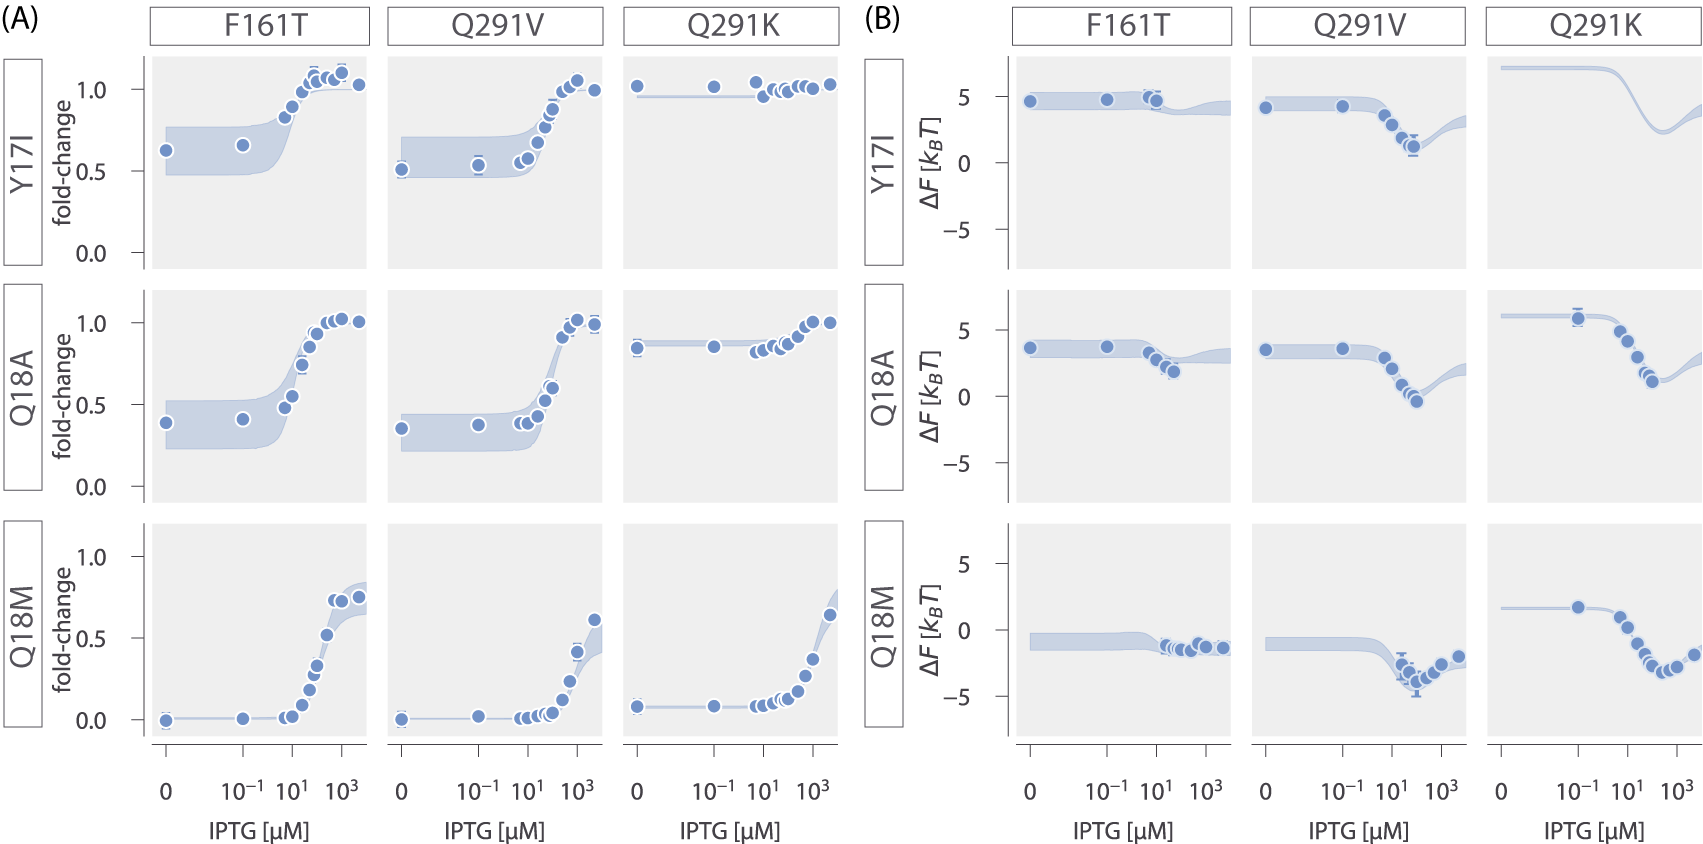 (A)
F161T Q291V Q291K
(B)
F161T Q291V Q291K
Y17I
fold-change
1.0
0.5
0.0
Y17I
ΔF [k_BT]
5
0
−5
Q18A
fold-change
1.0
0.5
0.0
Q18A
ΔF [k_BT]
5
0
−5
Q18M
fold-change
1.0
0.5
0.0
Q18M
ΔF [k_BT]
5
0
−5
0 10⁻¹ 10¹ 10³ 0 10⁻¹ 10¹ 10³ 0 10⁻¹ 10¹ 10³
IPTG [µM] IPTG [µM] IPTG [µM]
0 10⁻¹ 10¹ 10³ 0 10⁻¹ 10¹ 10³ 0 10⁻¹ 10¹ 10³
IPTG [µM] IPTG [µM] IPTG [µM]